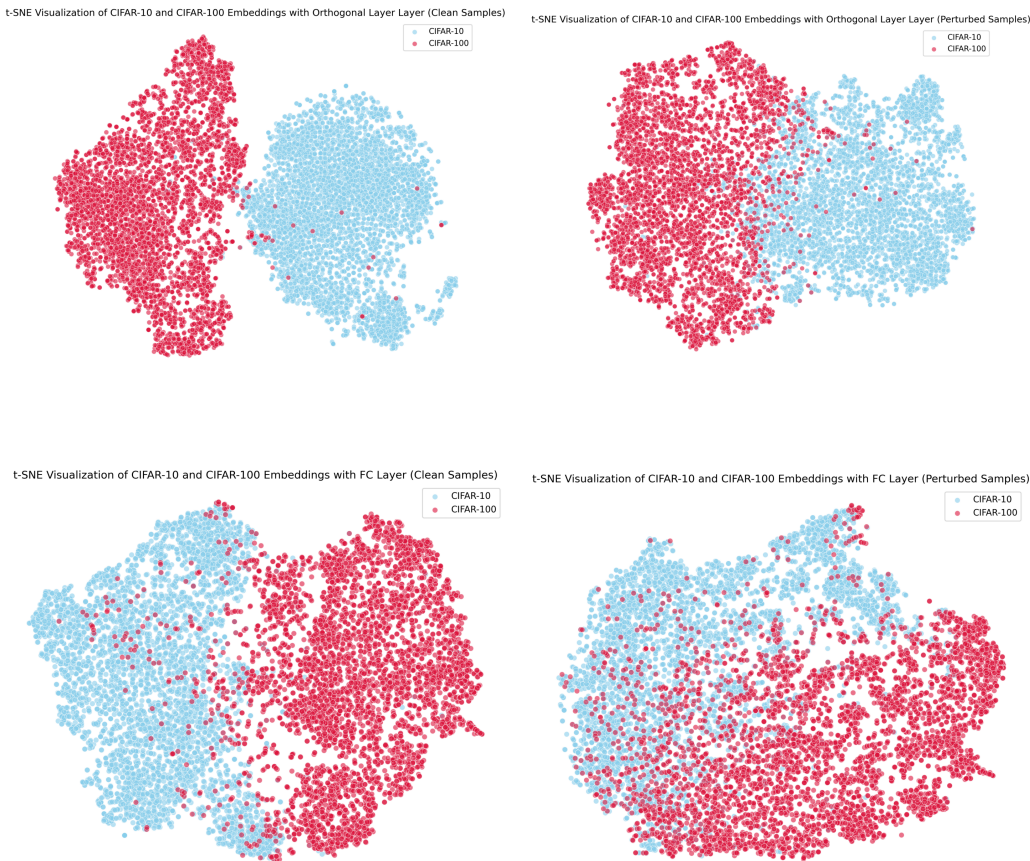 t-SNE Visualization of CIFAR-10 and CIFAR-100 Embeddings with Orthogonal Layer Layer (Clean Samples)
CIFAR-10
CIFAR-100
t-SNE Visualization of CIFAR-10 and CIFAR-100 Embeddings with Orthogonal Layer Layer (Perturbed Samples)
CIFAR-10
CIFAR-100
t-SNE Visualization of CIFAR-10 and CIFAR-100 Embeddings with FC Layer (Clean Samples)
CIFAR-10
CIFAR-100
t-SNE Visualization of CIFAR-10 and CIFAR-100 Embeddings with FC Layer (Perturbed Samples)
CIFAR-10
CIFAR-100